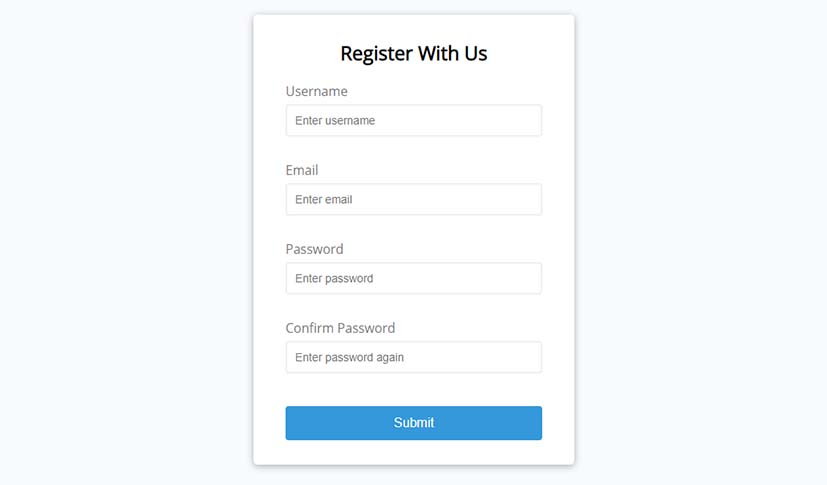 Register With Us
Username
Enter username
Email
Enter email
Password
Enter password
Confirm Password
Enter password again
Submit